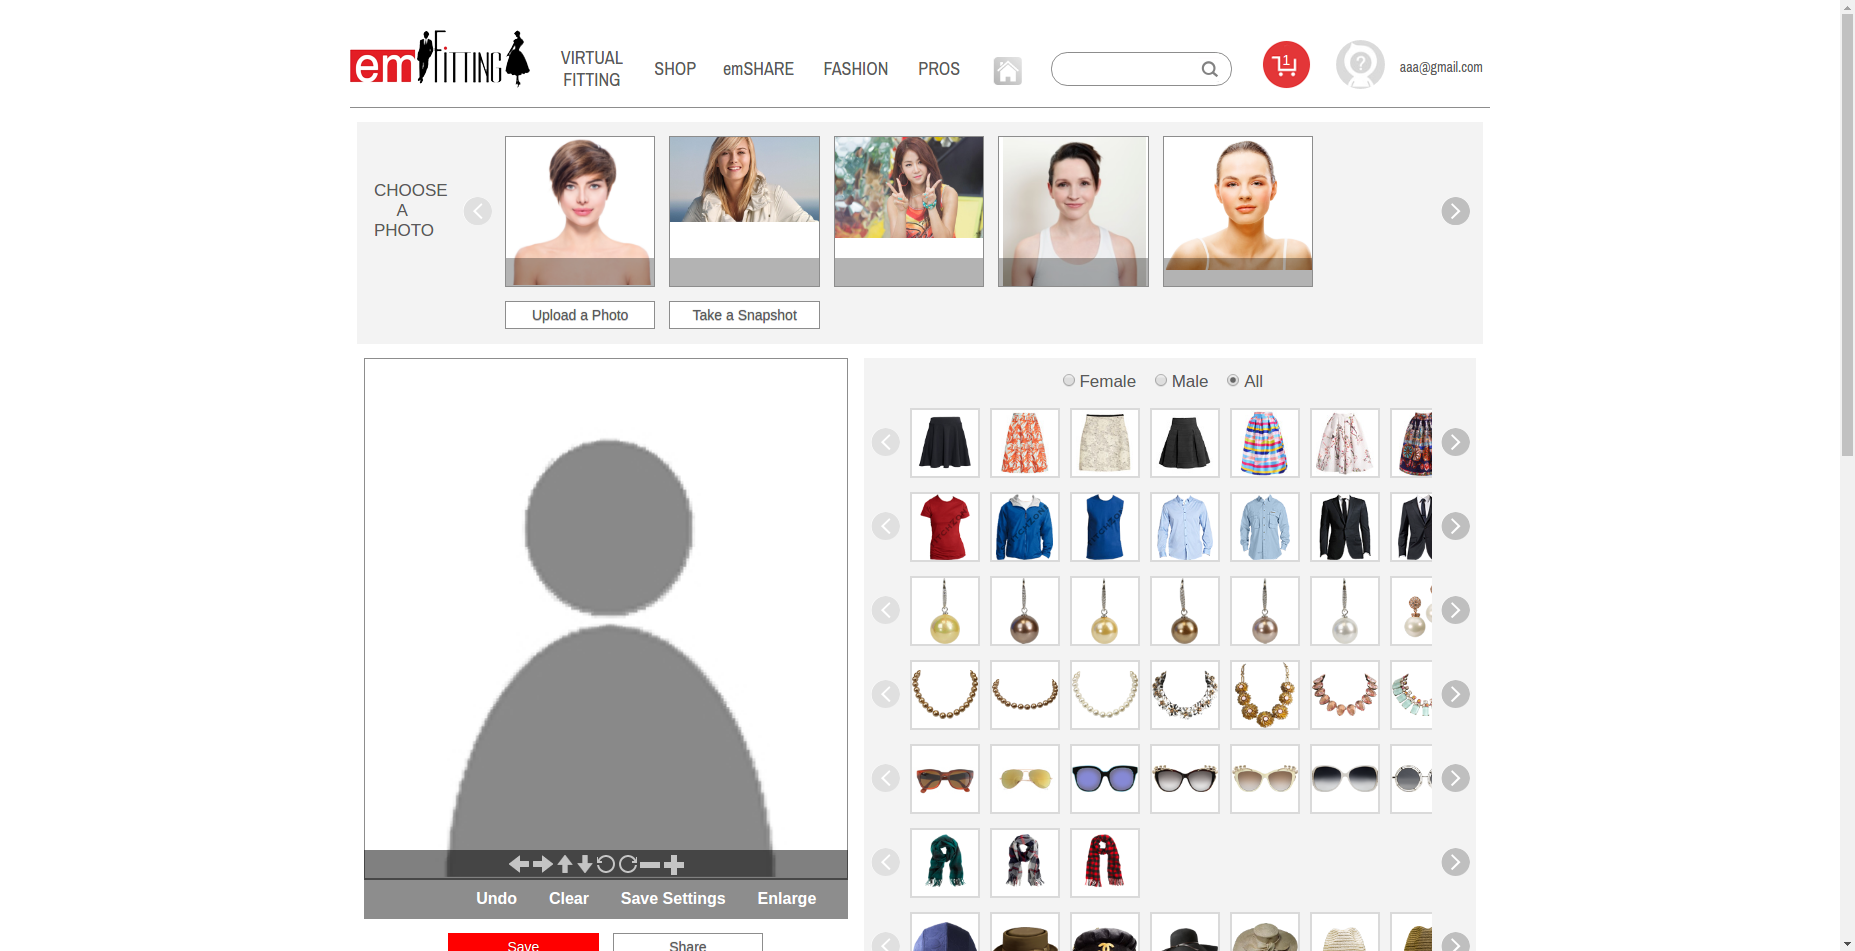 emFITTING
VIRTUAL
FITTING
SHOP
emSHARE
FASHION
PROS
1
?
aaa@gmail.com
CHOOSE
A
PHOTO
Upload a Photo
Take a Snapshot
Female
Male
All
Undo
Clear
Save Settings
Enlarge
Save
Share